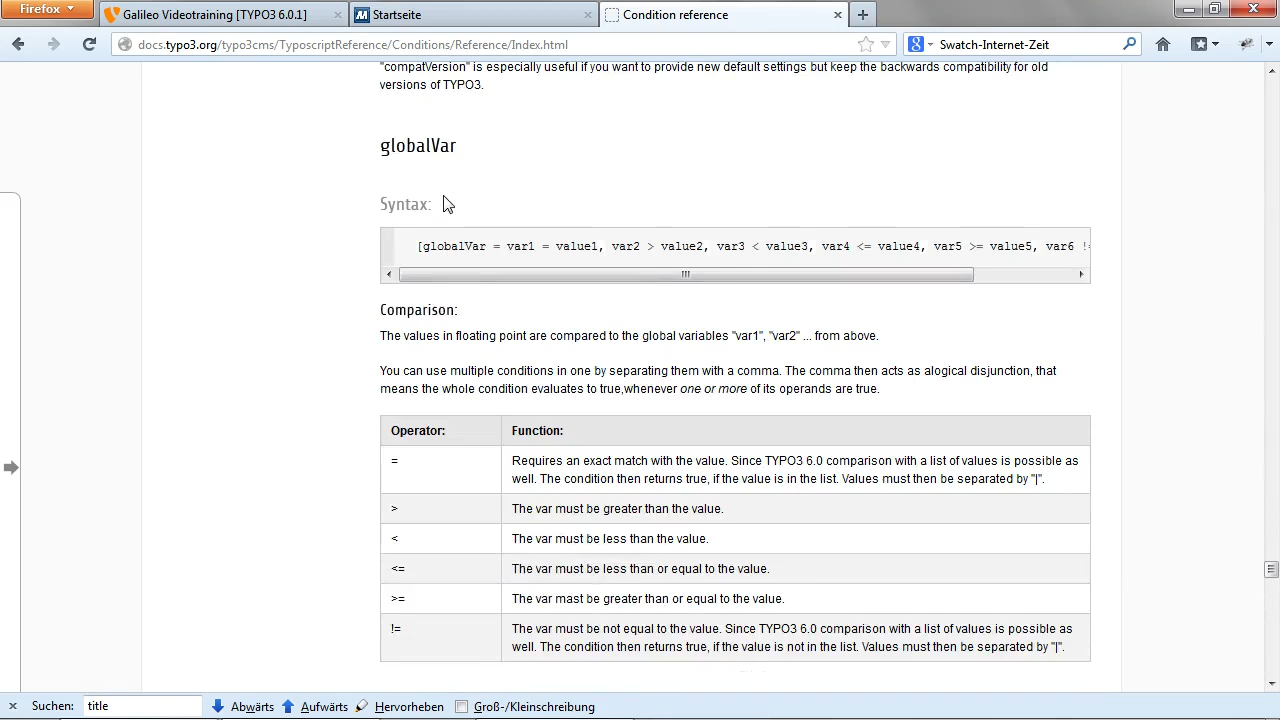 Firefox
Galileo Videotraining [TYPO3 6.0.1]
Startseite
Condition reference
docs.typo3.org/typo3cms/TyposcriptReference/Conditions/Reference/Index.html
Swatch-Internet-Zeit
"compatVersion" is especially useful if you want to provide new default settings but keep the backwards compatibility for old
versions of TYPO3.
globalVar
Syntax:
[globalVar = var1 = value1, var2 > value2, var3 < value3, var4 <= value4, var5 >= value5, var6 !=
Comparison:
The values in floating point are compared to the global variables "var1", "var2" ... from above.
You can use multiple conditions in one by separating them with a comma. The comma then acts as alogical disjunction, that
means the whole condition evaluates to true,whenever one or more of its operands are true.
Operator: Function:
= Requires an exact match with the value. Since TYPO3 6.0 comparison with a list of values is possible as
well. The condition then returns true, if the value is in the list. Values must then be separated by "|".
> The var must be greater than the value.
< The var must be less than the value.
<= The var must be less than or equal to the value.
>= The var mast be greater than or equal to the value.
!= The var must be not equal to the value. Since TYPO3 6.0 comparison with a list of values is possible as
well. The condition then returns true, if the value is not in the list. Values must then be separated by "|".
Suchen: title Abwärts Aufwärts Hervorheben Groß-/Kleinschreibung